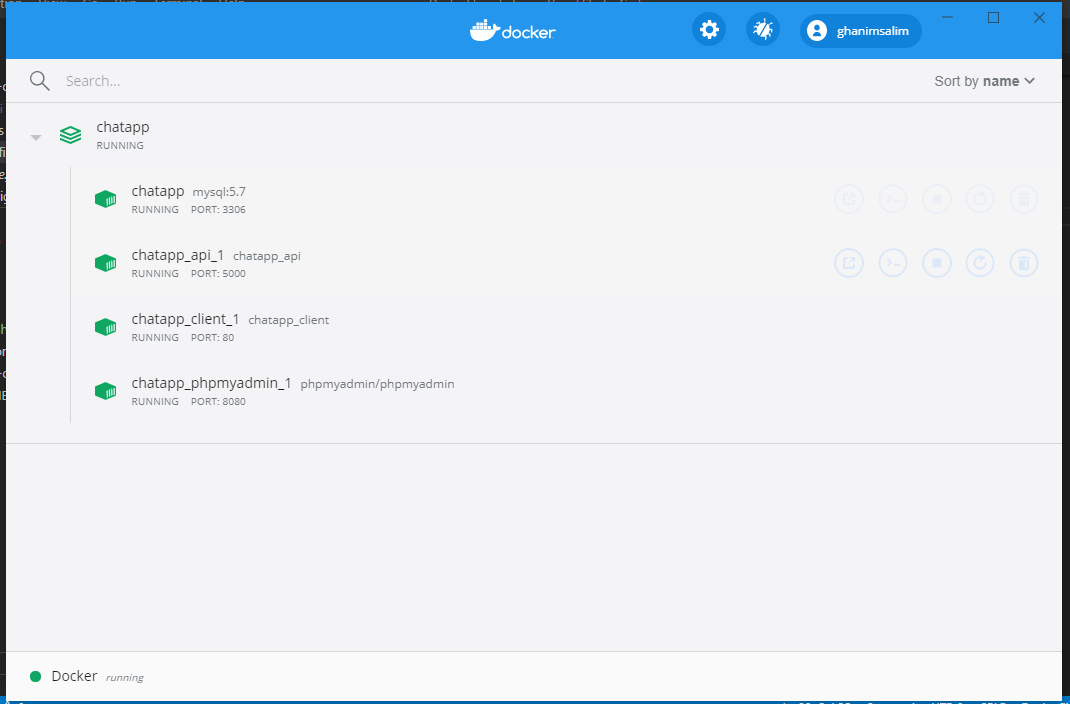 docker
ghanimsalim
Search...
Sort by name
chatapp
RUNNING
chatapp mysql:5.7
RUNNING PORT: 3306
chatapp_api_1 chatapp_api
RUNNING PORT: 5000
chatapp_client_1 chatapp_client
RUNNING PORT: 80
chatapp_phpmyadmin_1 phpmyadmin/phpmyadmin
RUNNING PORT: 8080
Docker running